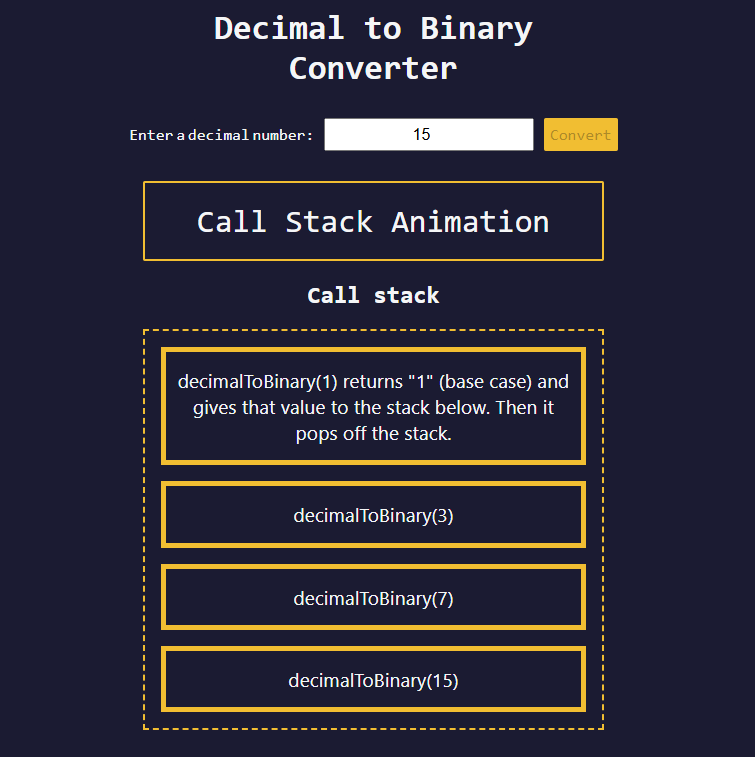 Decimal to Binary
Converter
Enter a decimal number: 15 Convert
Call Stack Animation
Call stack
decimalToBinary(1) returns "1" (base case) and
gives that value to the stack below. Then it
pops off the stack.
decimalToBinary(3)
decimalToBinary(7)
decimalToBinary(15)